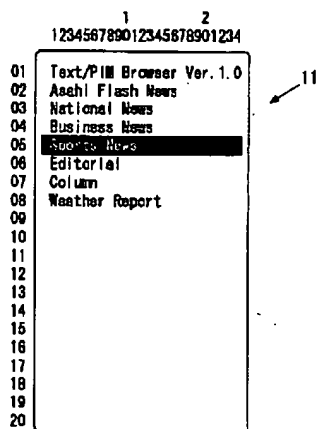 1 2
123456789012345678901234
01 Text/PIM Browser Ver. 1.0
02 Asahi Flash News
03 National News
04 Business News
05 Sports News
06 Editorial
07 Column
08 Weather Report
09
10
11
12
13
14
15
16
17
18
19
20
11